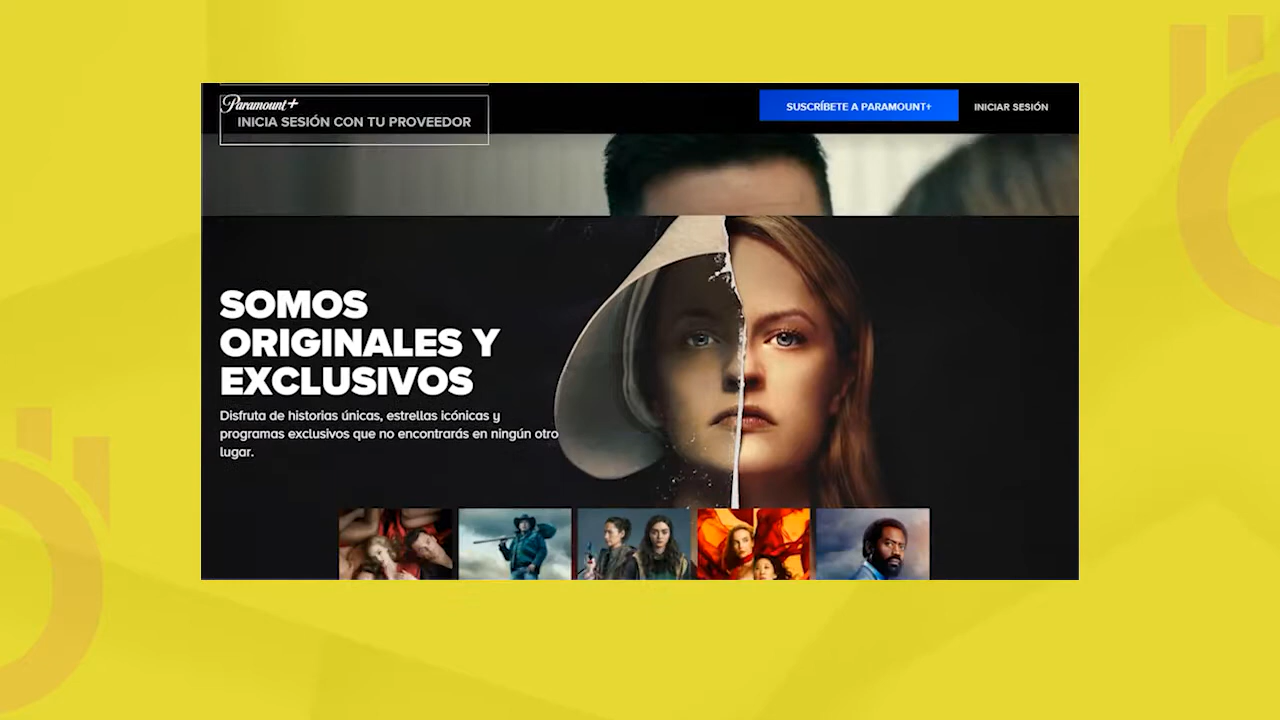 Paramount+
INICIA SESIÓN CON TU PROVEEDOR
SUSCRÍBETE A PARAMOUNT+
INICIAR SESIÓN
SOMOS
ORIGINALES Y
EXCLUSIVOS
Disfruta de historias únicas, estrellas icónicas y
programas exclusivos que no encontrarás en ningún otro
lugar.